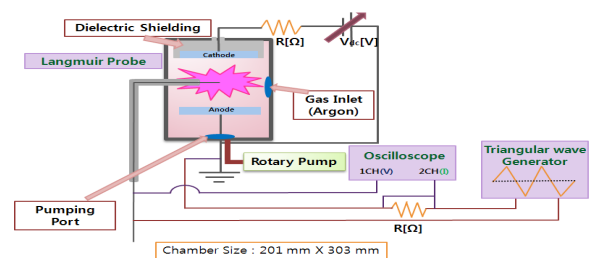 Dielectric Shielding
R[Ω]
Vdc[V]
Cathode
Langmuir Probe
Gas Inlet
(Argon)
Anode
Rotary Pump
Oscilloscope
1CH(V) 2CH(I)
Triangular wave
Generator
Pumping
Port
R[Ω]
Chamber Size : 201 mm X 303 mm